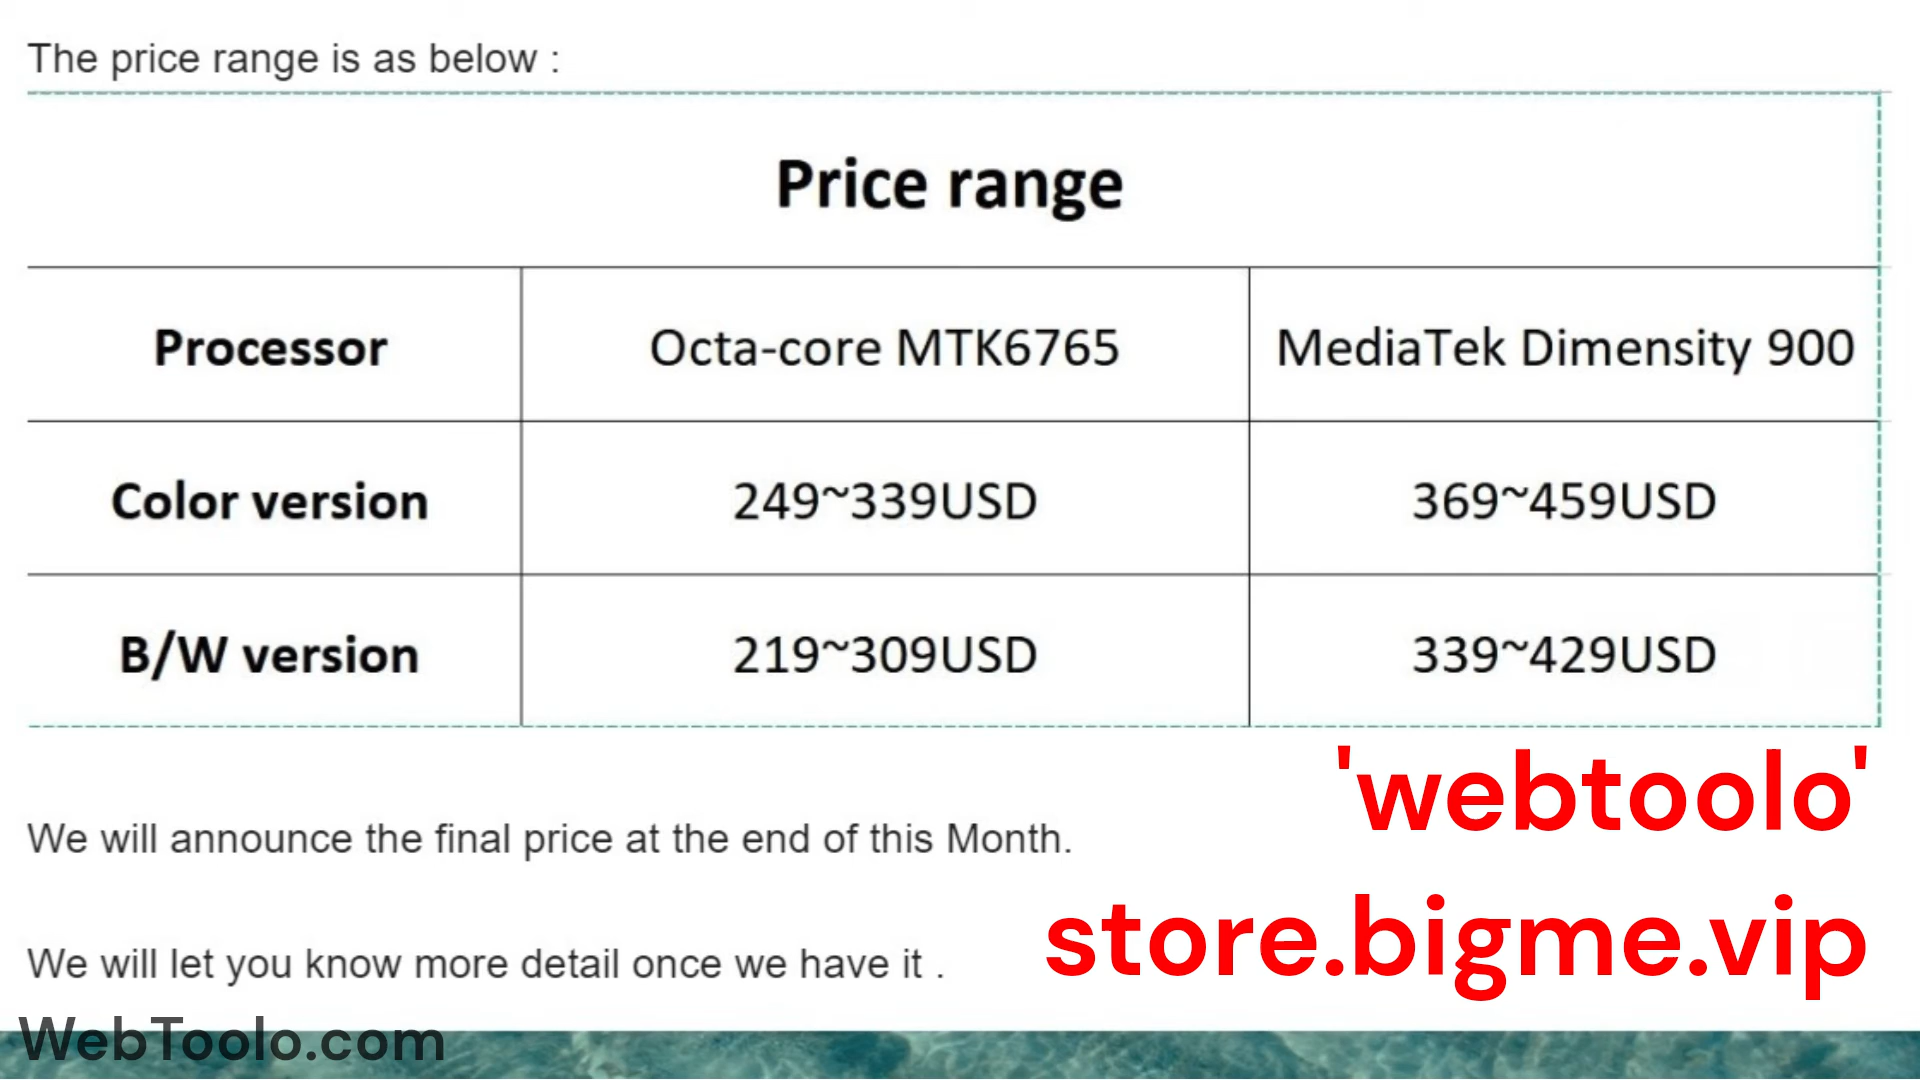 The price range is as below :
Price range
Processor Octa-core MTK6765 MediaTek Dimensity 900
Color version 249~339USD 369~459USD
B/W version 219~309USD 339~429USD
'webtoolo'
We will announce the final price at the end of this Month.
store.bigme.vip
We will let you know more detail once we have it .
WebToolo.com